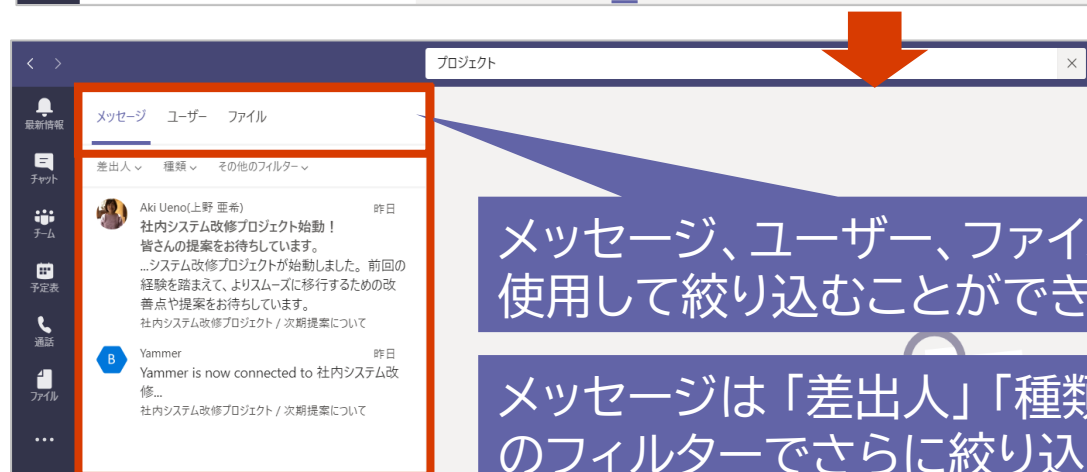 プロジェクト
最新情報
チャット
チーム
予定表
通話
ファイル
メッセージ ユーザー ファイル
差出人 種類 その他のフィルター
Aki Ueno(上野 亜希) 昨日
社内システム改修プロジェクト始動！
皆さんの提案をお待ちしています。
...システム改修プロジェクトが始動しました。前回の
経験を踏まえて、よりスムーズに移行するための改
善点や提案をお待ちしています。
社内システム改修プロジェクト / 次期提案について
B
Yammer 昨日
Yammer is now connected to 社内システム改
修...
社内システム改修プロジェクト / 次期提案について
メッセージ、ユーザー、ファイ
使用して絞り込むことができ
メッセージは「差出人」「種類
のフィルターでさらに絞り込